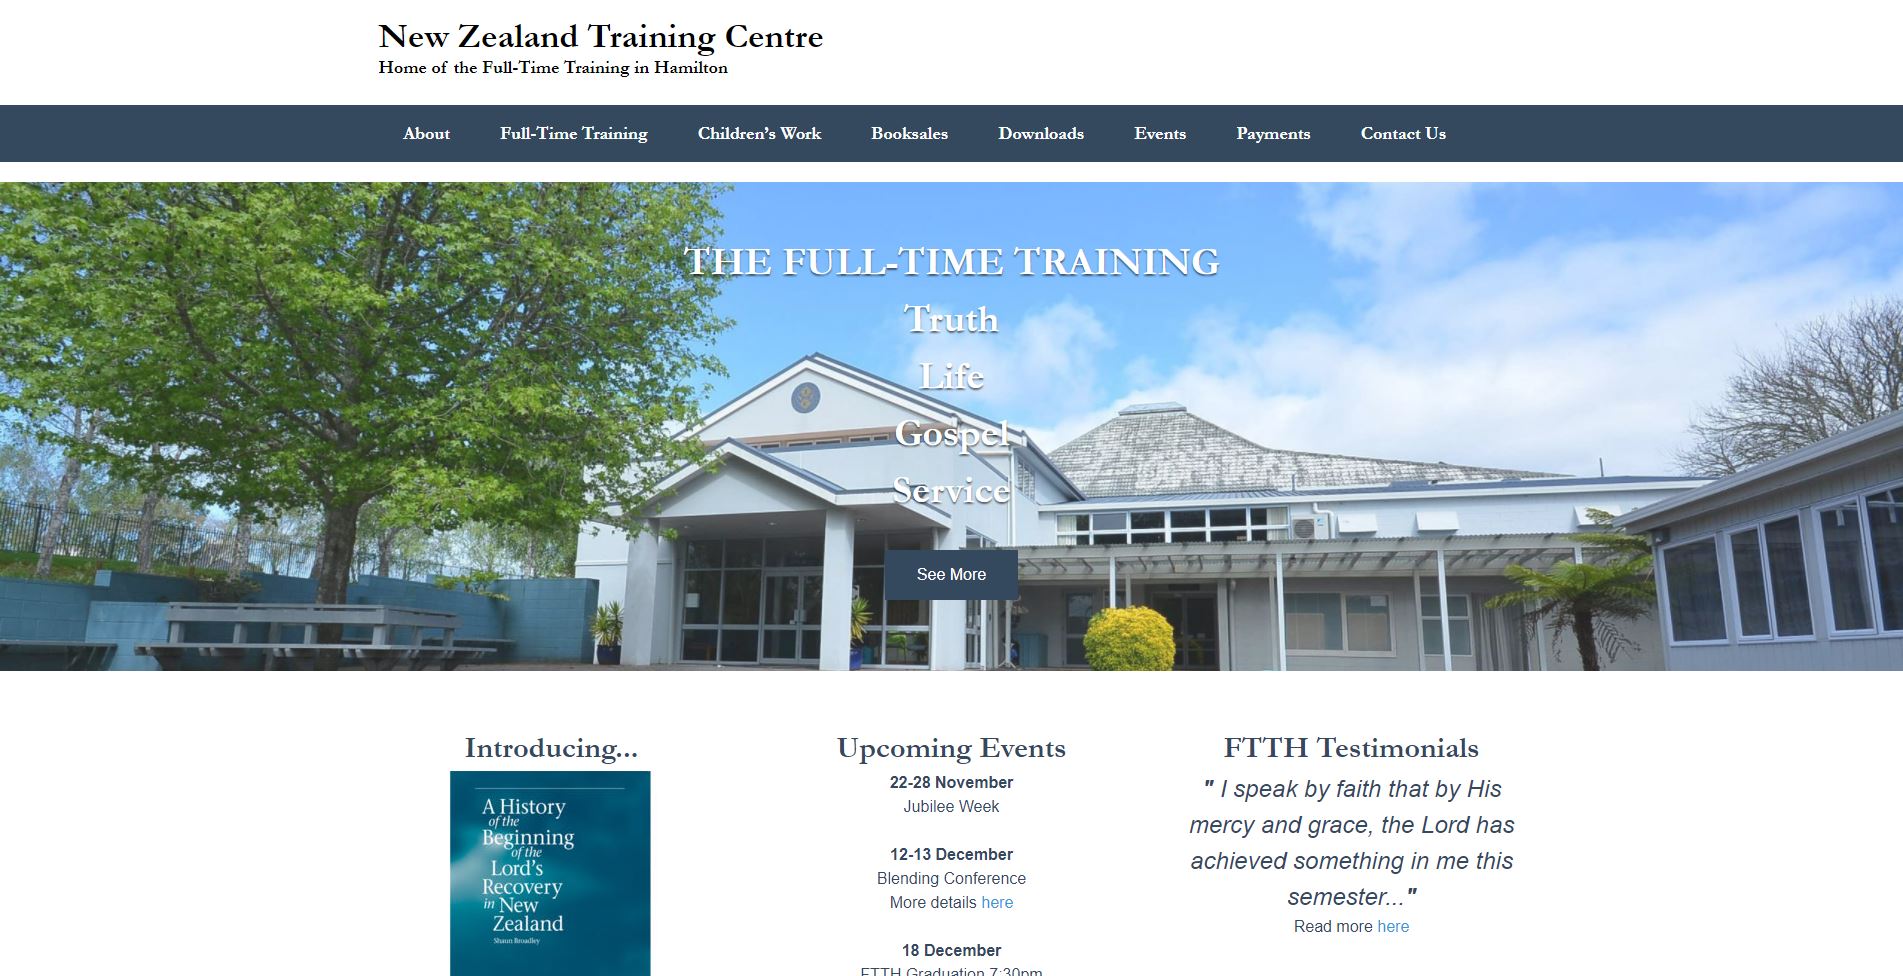 New Zealand Training Centre
Home of the Full-Time Training in Hamilton
About Full-Time Training Children's Work Booksales Downloads Events Payments Contact Us
THE FULL-TIME TRAINING
Truth
Life
Gospel
Service
See More
Introducing...
A History
of the
Beginning
of the
Lord's
Recovery
in New
Zealand
Shaun Broadley
Upcoming Events
22-28 November
Jubilee Week
12-13 December
Blending Conference
More details here
18 December
FTTH Graduation 7:30pm
FTTH Testimonials
" I speak by faith that by His
mercy and grace, the Lord has
achieved something in me this
semester..."
Read more here